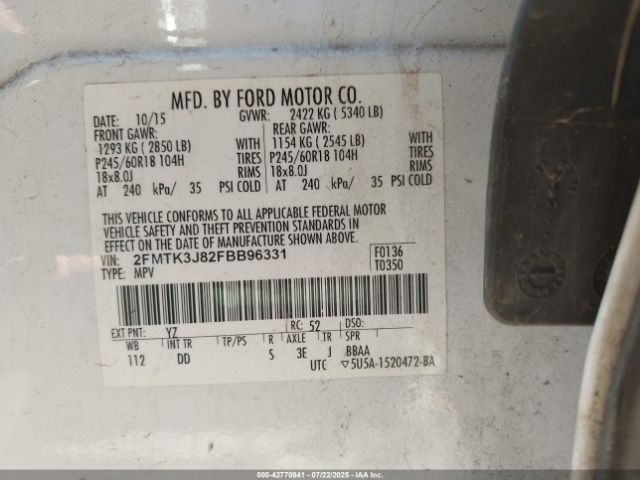 MFD. BY FORD MOTOR CO.
DATE: 10/15 GVWR: 2422 KG ( 5340 LB)
FRONT GAWR: REAR GAWR:
1293 KG ( 2850 LB) WITH 1154 KG ( 2545 LB) WITH
P245/60R18 104H TIRES P245/60R18 104H TIRES
18x8.0J RIMS 18x8.0J RIMS
AT 240 kPa/ 35 PSI COLD AT 240 kPa/ 35 PSI COLD
THIS VEHICLE CONFORMS TO ALL APPLICABLE FEDERAL MOTOR
VEHICLE SAFETY AND THEFT PREVENTION STANDARDS IN
EFFECT ON THE DATE OF MANUFACTURE SHOWN ABOVE.
VIN: 2FMTK3J82FBB96331 F0136
TYPE: MPV T0350
EXT PNT: YZ RC: 52 DSO:
WB INT TR TP/PS R AXLE TR SPR
112 DD S 3E J BBAA
UTC ▽5U5A-1520472-BA
000-42770941 - 07/22/2025 - IAAI.com